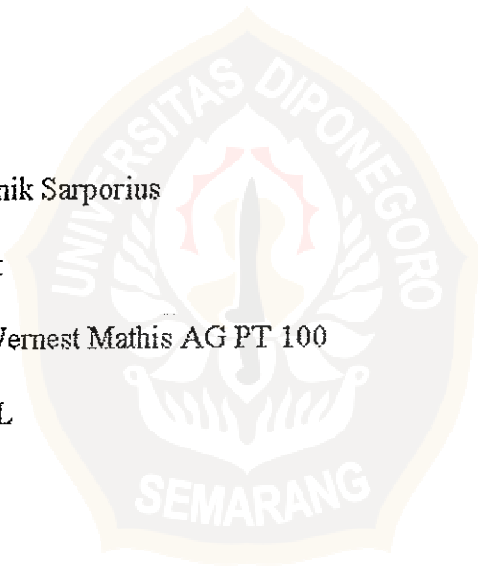 UNIVERSITAS DIPONEGORO
nik Sarporius
t
Vernest Mathis AG PT 100
L
SEMARANG